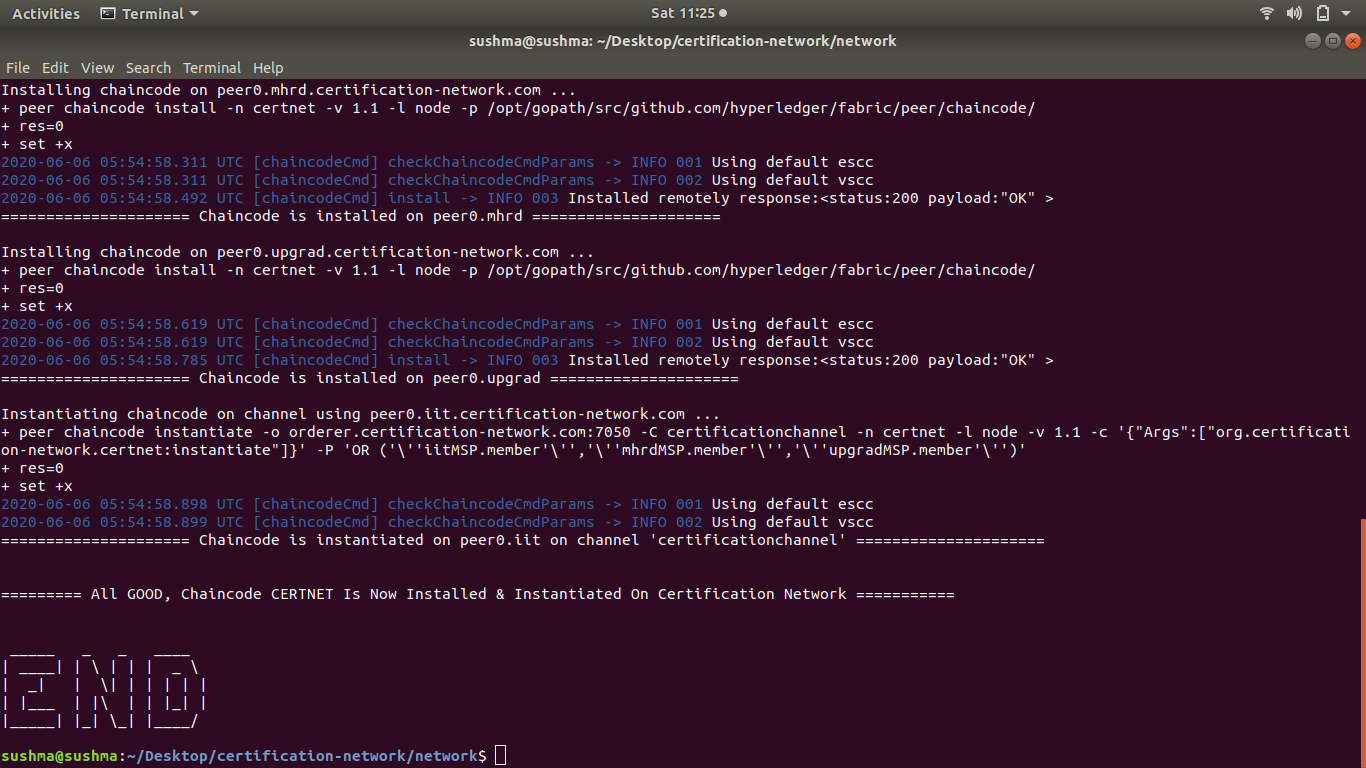 Activities Terminal Sat 11:25
sushma@sushma: ~/Desktop/certification-network/network
File Edit View Search Terminal Help
Installing chaincode on peer0.mhrd.certification-network.com ...
+ peer chaincode install -n certnet -v 1.1 -l node -p /opt/gopath/src/github.com/hyperledger/fabric/peer/chaincode/
+ res=0
+ set +x
2020-06-06 05:54:58.311 UTC [chaincodeCmd] checkChaincodeCmdParams -> INFO 001 Using default escc
2020-06-06 05:54:58.311 UTC [chaincodeCmd] checkChaincodeCmdParams -> INFO 002 Using default vscc
2020-06-06 05:54:58.492 UTC [chaincodeCmd] install -> INFO 003 Installed remotely response:<status:200 payload:"OK" >
===================== Chaincode is installed on peer0.mhrd =====================
Installing chaincode on peer0.upgrad.certification-network.com ...
+ peer chaincode install -n certnet -v 1.1 -l node -p /opt/gopath/src/github.com/hyperledger/fabric/peer/chaincode/
+ res=0
+ set +x
2020-06-06 05:54:58.619 UTC [chaincodeCmd] checkChaincodeCmdParams -> INFO 001 Using default escc
2020-06-06 05:54:58.619 UTC [chaincodeCmd] checkChaincodeCmdParams -> INFO 002 Using default vscc
2020-06-06 05:54:58.785 UTC [chaincodeCmd] install -> INFO 003 Installed remotely response:<status:200 payload:"OK" >
===================== Chaincode is installed on peer0.upgrad =====================
Instantiating chaincode on channel using peer0.iit.certification-network.com ...
+ peer chaincode instantiate -o orderer.certification-network.com:7050 -C certificationchannel -n certnet -l node -v 1.1 -c '{"Args":["org.certificati
on-network.certnet:instantiate"]}' -P 'OR ('\''iitMSP.member'\'','\''mhrdMSP.member'\'','\''upgradMSP.member'\'')'
+ res=0
+ set +x
2020-06-06 05:54:58.898 UTC [chaincodeCmd] checkChaincodeCmdParams -> INFO 001 Using default escc
2020-06-06 05:54:58.899 UTC [chaincodeCmd] checkChaincodeCmdParams -> INFO 002 Using default vscc
===================== Chaincode is instantiated on peer0.iit on channel 'certificationchannel' =====================
========= All GOOD, Chaincode CERTNET Is Now Installed & Instantiated On Certification Network ===========
END
sushma@sushma:~/Desktop/certification-network/network$